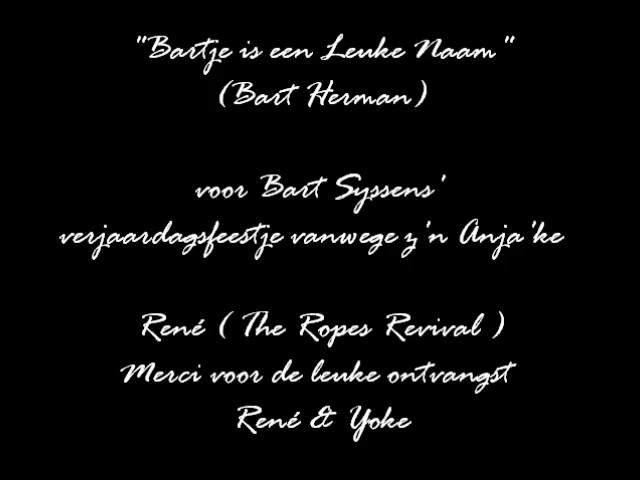 "Bartje is een Leuke Naam"
(Bart Herman)
voor Bart Syssens'
verjaardagsfeestje vanwege z'n Anja'ke
René ( The Ropes Revival )
Merci voor de leuke ontvangst
René & Yoke